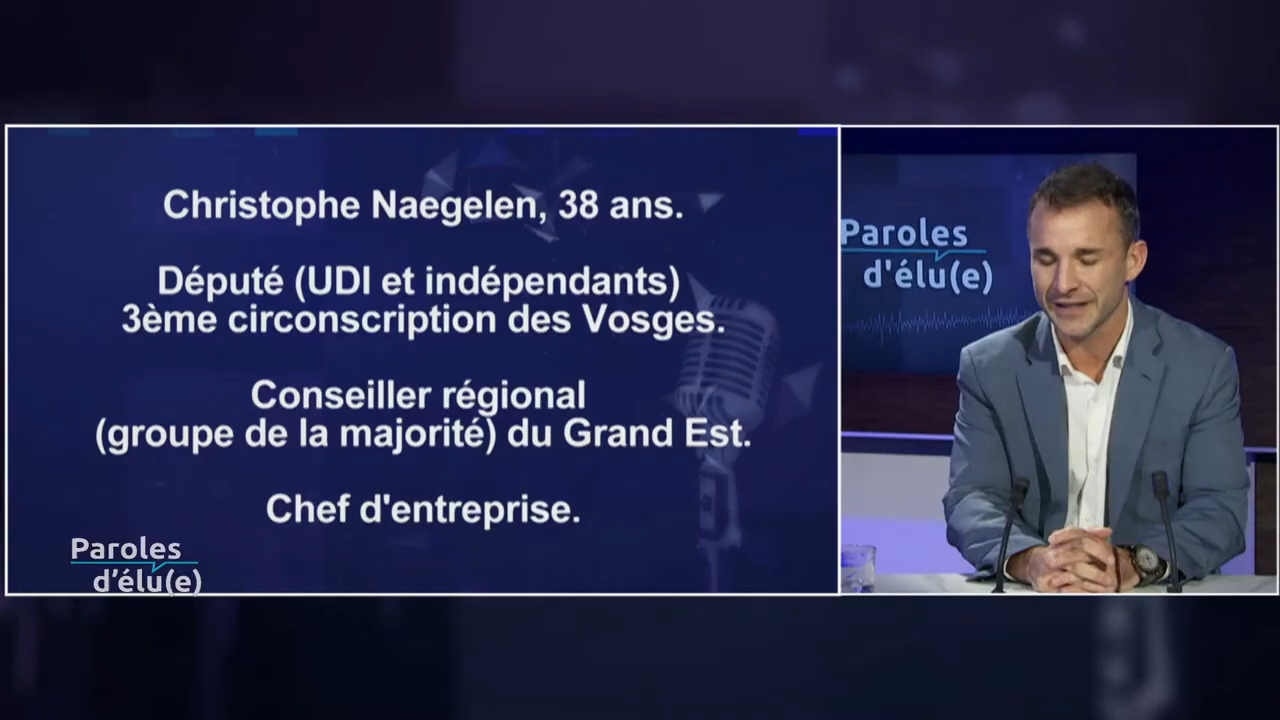 Christophe Naegelen, 38 ans.
Député (UDI et indépendants)
3ème circonscription des Vosges.
Conseiller régional
(groupe de la majorité) du Grand Est.
Chef d'entreprise.
Paroles
d'élu(e)
Paroles
d'élu(e)